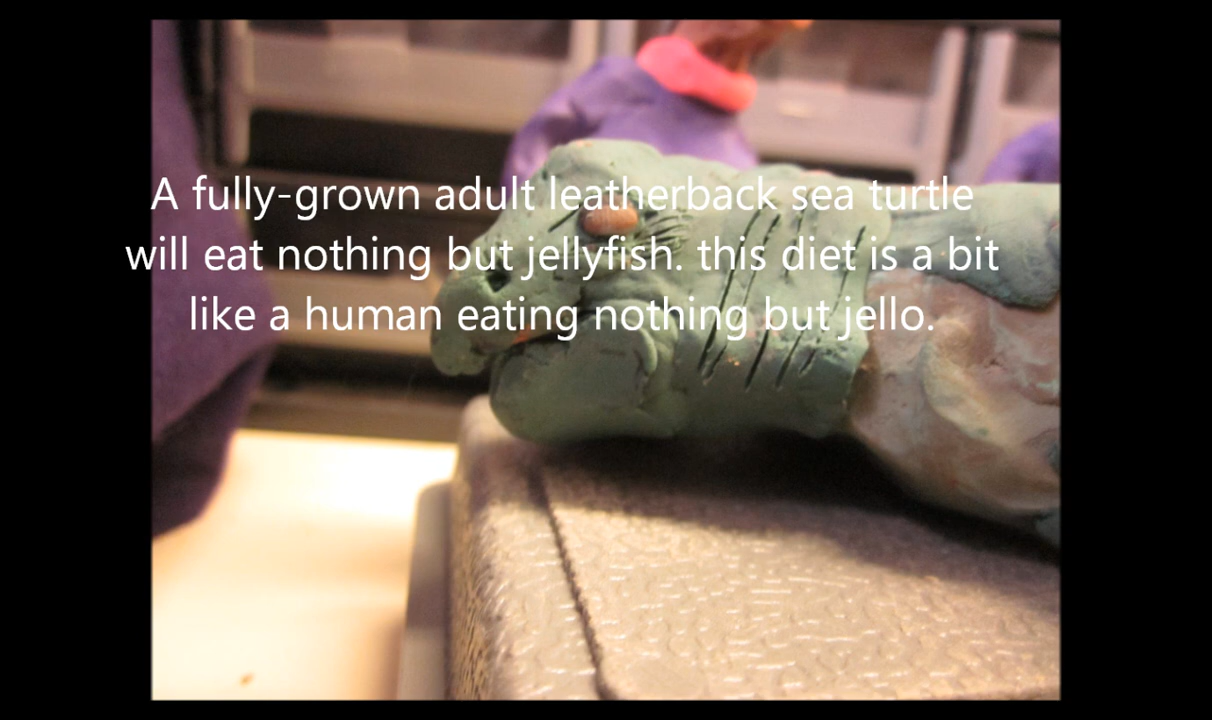 A fully-grown adult leatherback sea turtle
will eat nothing but jellyfish. this diet is a bit
like a human eating nothing but jello.